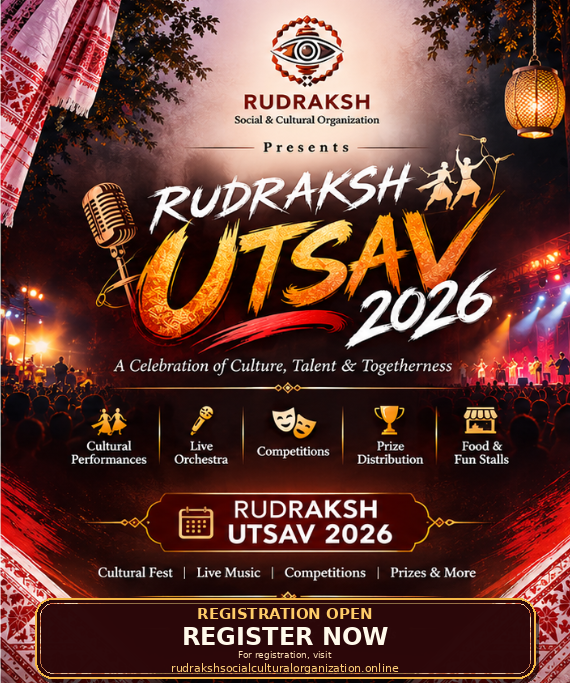 RUDRAKSH
Social & Cultural Organization
Presents
RUDRAKSH
UTSAV
2026
A Celebration of Culture, Talent & Togetherness
Cultural
Performances
Live
Orchestra
Competitions
Prize
Distribution
Food &
Fun Stalls
RUDRAKSH
UTSAV 2026
Cultural Fest | Live Music | Competitions | Prizes & More
REGISTRATION OPEN
REGISTER NOW
For registration, visit
rudrakshsocialculturalorganization.online